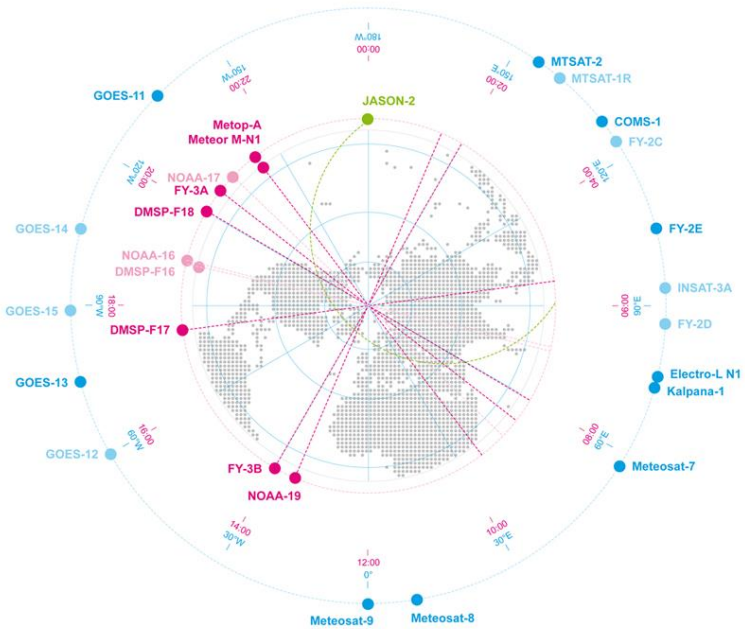 180°W
00:00
MTSAT-2
150°W
150°E
MTSAT-1R
22:00
02:00
GOES-11
JASON-2
COMS-1
Metop-A
Meteor M-N1
FY-2C
120°W
20:00
NOAA-17
120°E
04:00
FY-3A
DMSP-F18
GOES-14
FY-2E
NOAA-16
DMSP-F16
INSAT-3A
GOES-15
90°W
18:00
00:90
90°E
FY-2D
DMSP-F17
Electro-L N1
GOES-13
Kalpana-1
16:00
60°W
00:80
60°E
GOES-12
Meteosat-7
FY-3B
NOAA-19
14:00
30°W
10:00
30°E
12:00
0°
Meteosat-9
Meteosat-8